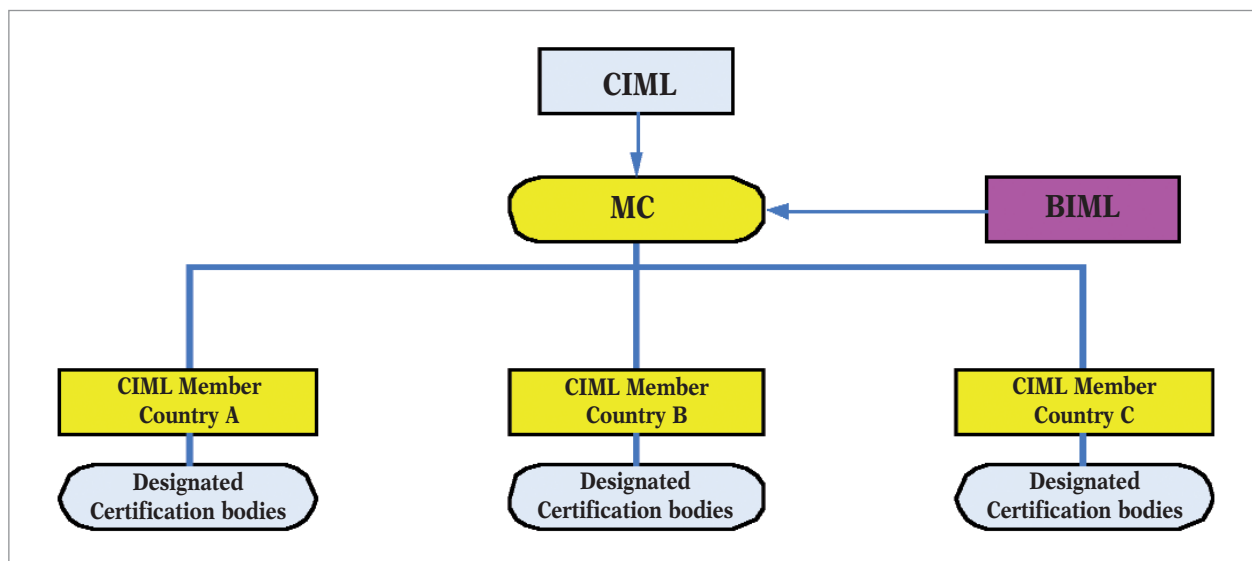 CIML
MC
BIML
CIML Member
Country A
CIML Member
Country B
CIML Member
Country C
Designated
Certification bodies
Designated
Certification bodies
Designated
Certification bodies